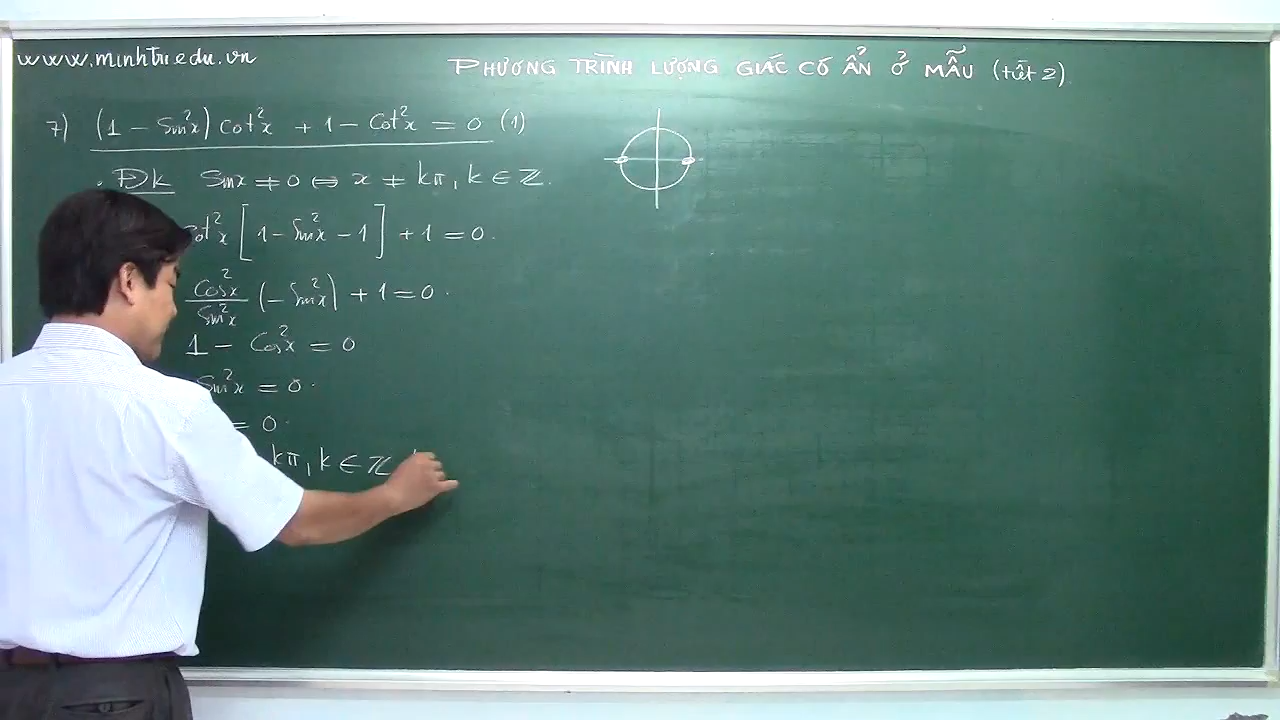 www.minhtri.edu.vn
PHƯƠNG TRÌNH LƯỢNG GIÁC CÓ ẨN Ở MẪU (tiết 2)
7) (1 - Sin²x) Cot²x + 1 - Cot²x = 0 (1)
. Đk Sinx ≠ 0 ⇔ x ≠ kπ, k ∈ Z.
ot²x [1 - Sin²x - 1] + 1 = 0.
Cos²x/Sin²x (- Sin²x) + 1 = 0.
1 - Cos²x = 0
Sin²x = 0.
= 0.
kπ, k ∈ Z